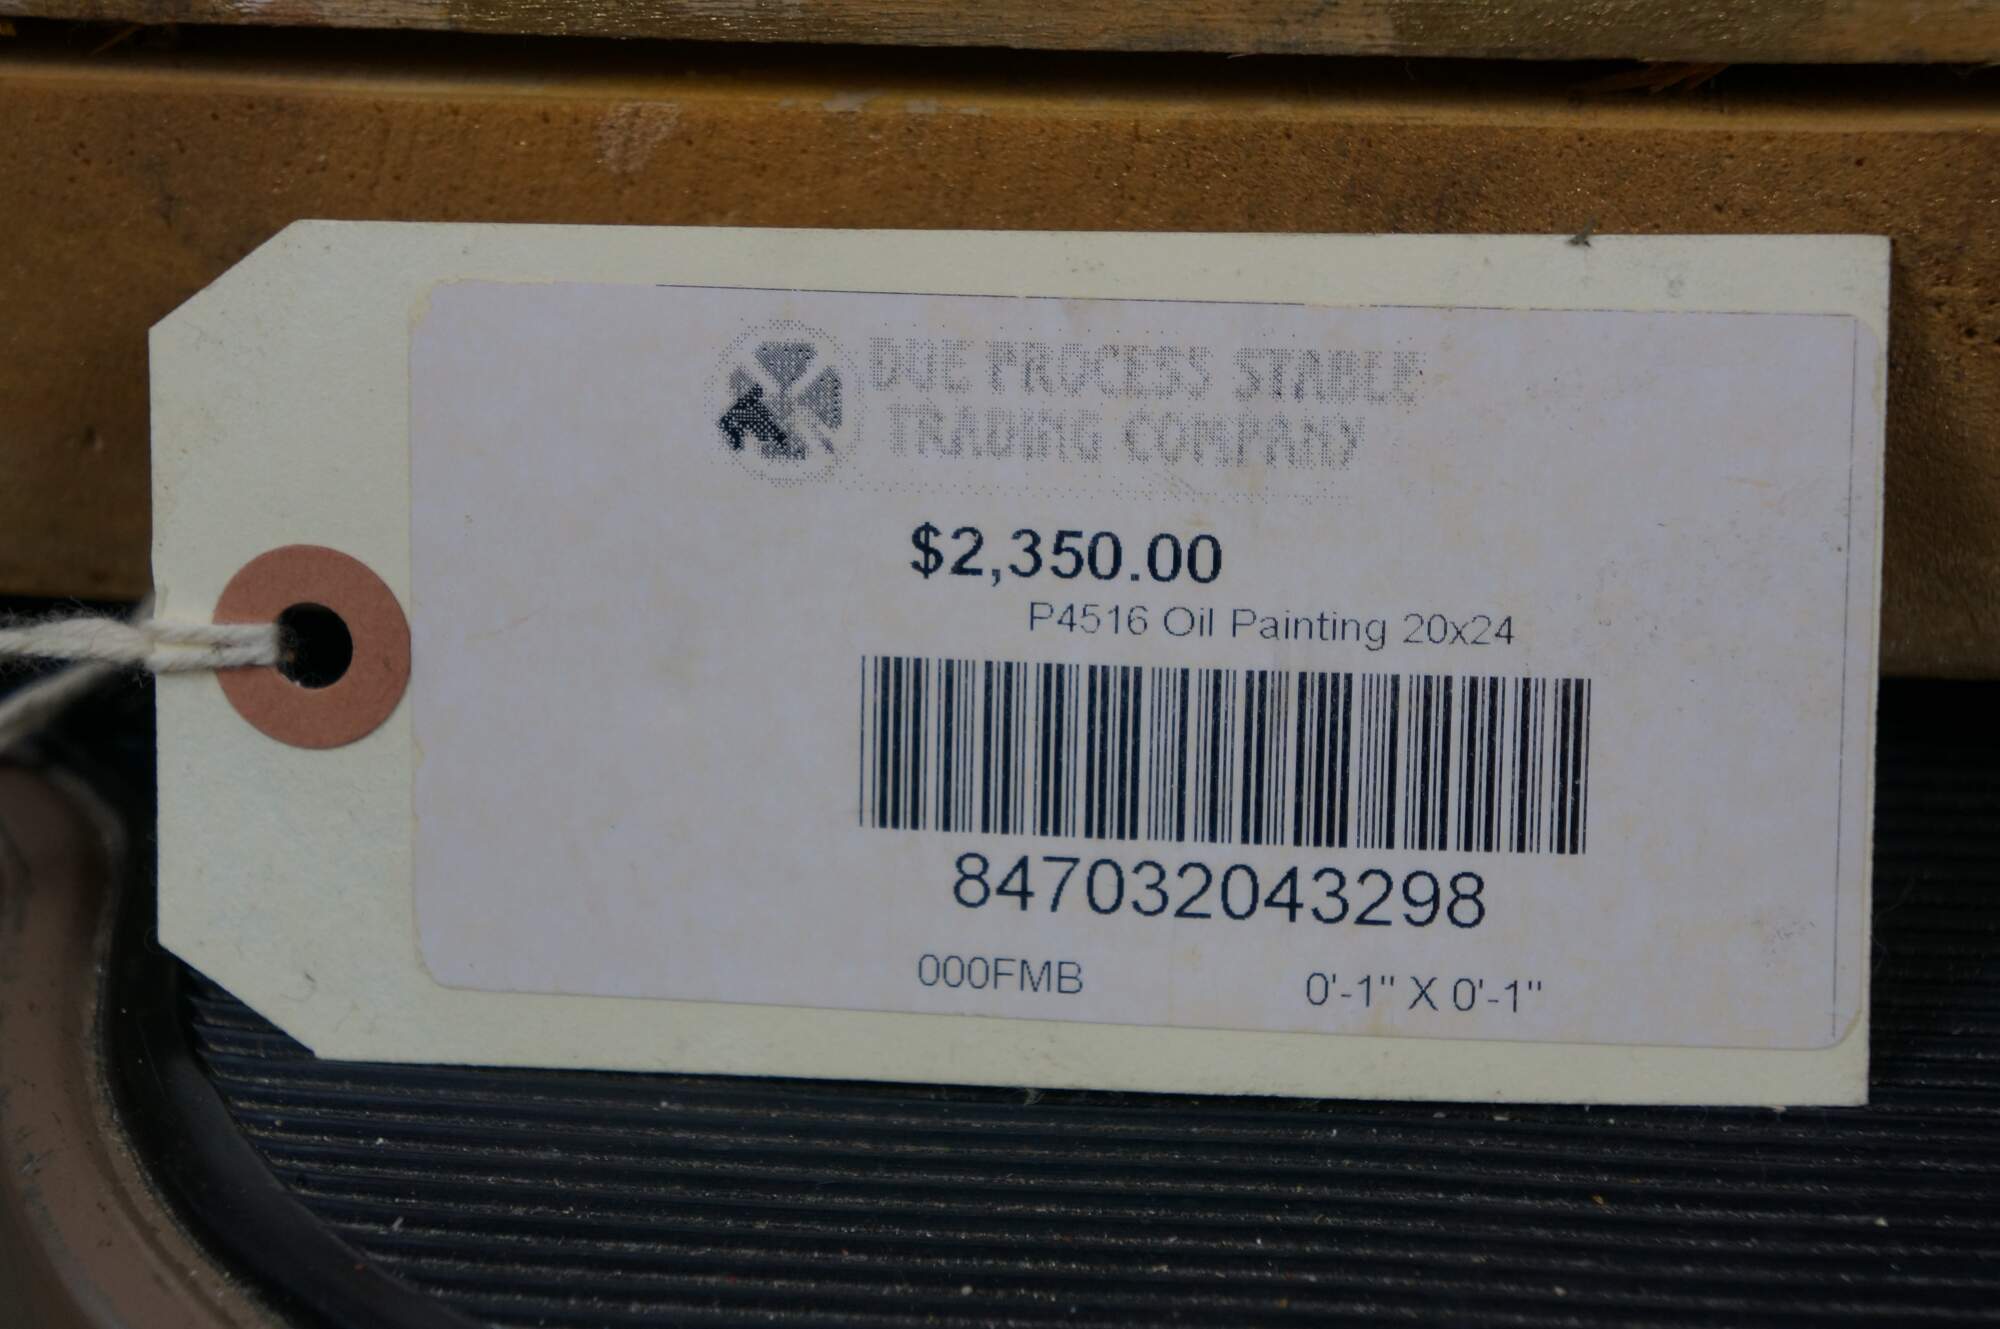 DUE PROCESS STABLE
TRADING COMPANY
$2,350.00
P4516 Oil Painting 20x24
847032043298
000FMB 0'-1" X 0'-1"